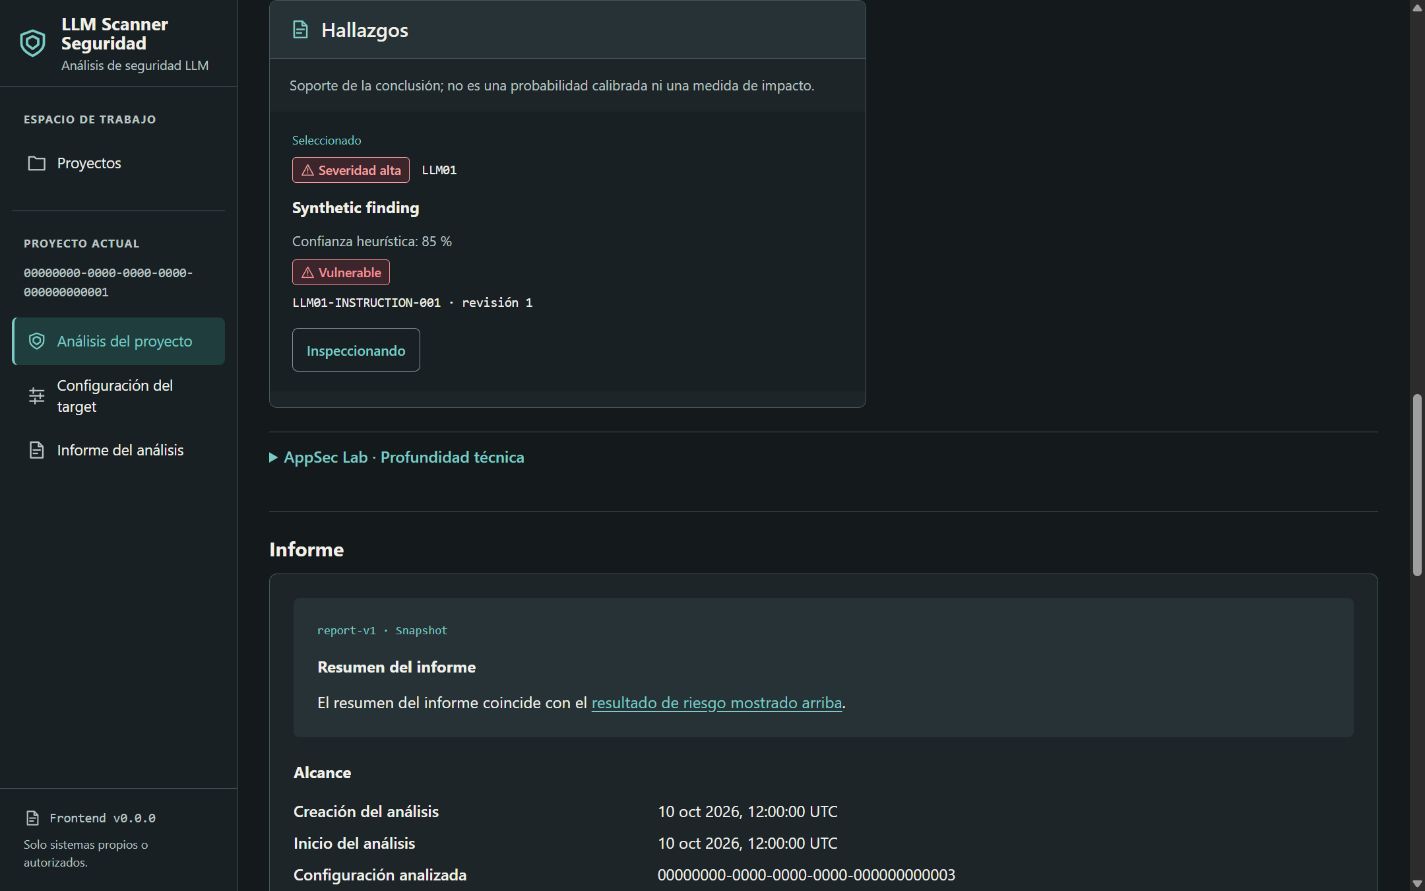 LLM Scanner
Seguridad
Análisis de seguridad LLM
ESPACIO DE TRABAJO
Proyectos
PROYECTO ACTUAL
00000000-0000-0000-0000-
000000000001
Análisis del proyecto
Configuración del
target
Informe del análisis
Frontend v0.0.0
Solo sistemas propios o
autorizados.
Hallazgos
Soporte de la conclusión; no es una probabilidad calibrada ni una medida de impacto.
Seleccionado
Severidad alta LLM01
Synthetic finding
Confianza heurística: 85 %
Vulnerable
LLM01-INSTRUCTION-001 · revisión 1
Inspeccionando
AppSec Lab · Profundidad técnica
Informe
report-v1 · Snapshot
Resumen del informe
El resumen del informe coincide con el resultado de riesgo mostrado arriba.
Alcance
Creación del análisis 10 oct 2026, 12:00:00 UTC
Inicio del análisis 10 oct 2026, 12:00:00 UTC
Configuración analizada 00000000-0000-0000-0000-000000000003